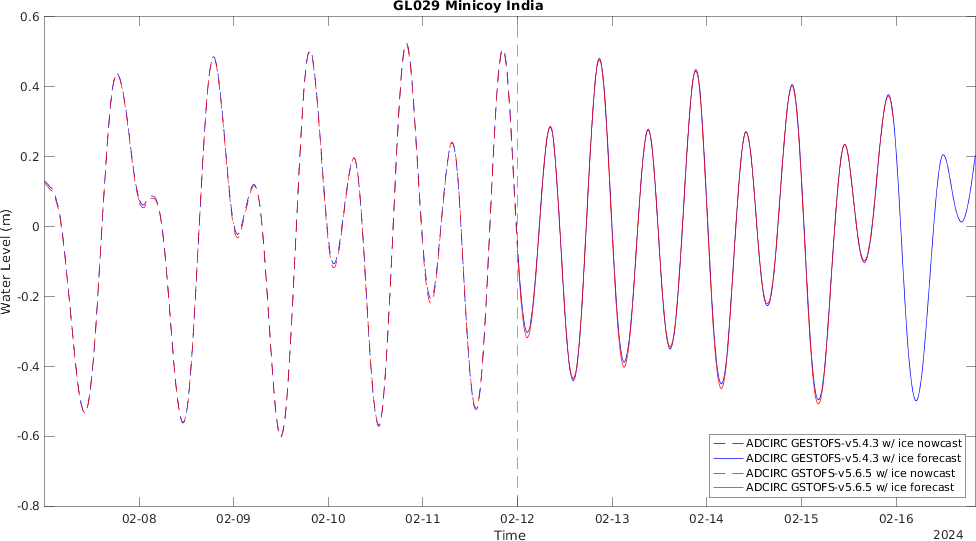 GL029 Minicoy India
0.6
0.4
0.2
0
-0.2
-0.4
-0.6
-0.8
Water Level (m)
ADCIRC GESTOFS-v5.4.3 w/ ice nowcast
ADCIRC GESTOFS-v5.4.3 w/ ice forecast
ADCIRC GSTOFS-v5.6.5 w/ ice nowcast
ADCIRC GSTOFS-v5.6.5 w/ ice forecast
02-08 02-09 02-10 02-11 02-12 02-13 02-14 02-15 02-16
Time
2024